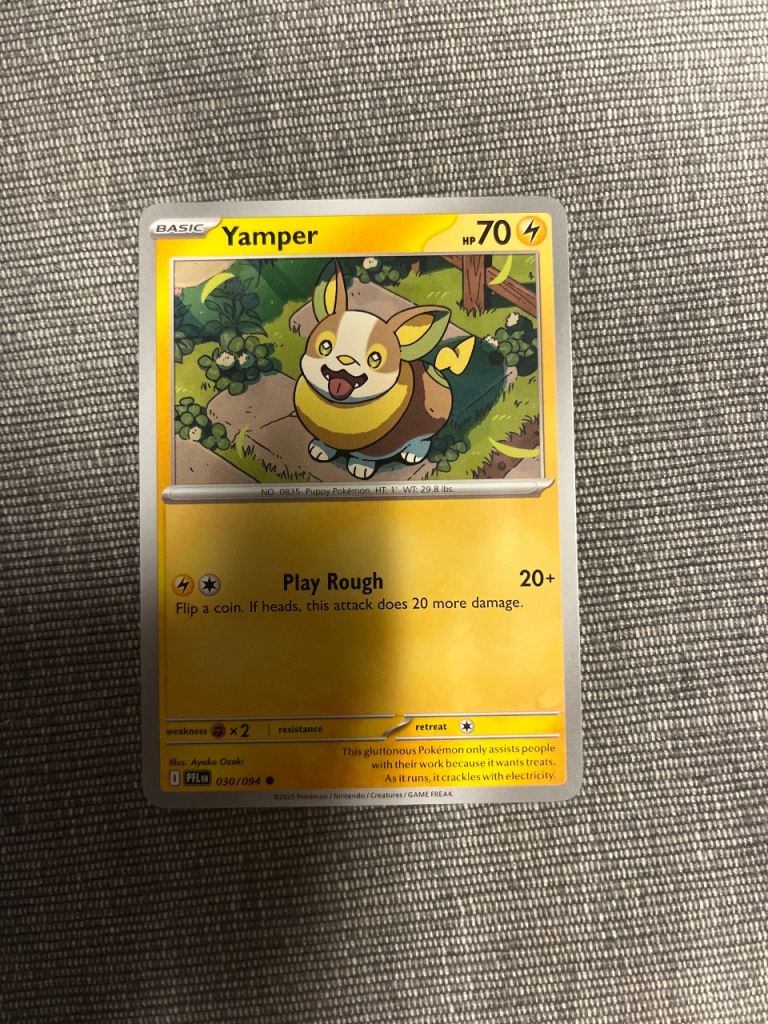 BASIC Yamper HP 70
NO. 0835 Puppy Pokémon HT: 1' WT: 29.8 lbs.
Play Rough 20+
Flip a coin. If heads, this attack does 20 more damage.
weakness ×2 resistance retreat
This gluttonous Pokémon only assists people
with their work because it wants treats.
As it runs, it crackles with electricity.
Illus. Ayako Ozaki
I PFL EN 030/094
©2025 Pokémon / Nintendo / Creatures / GAME FREAK